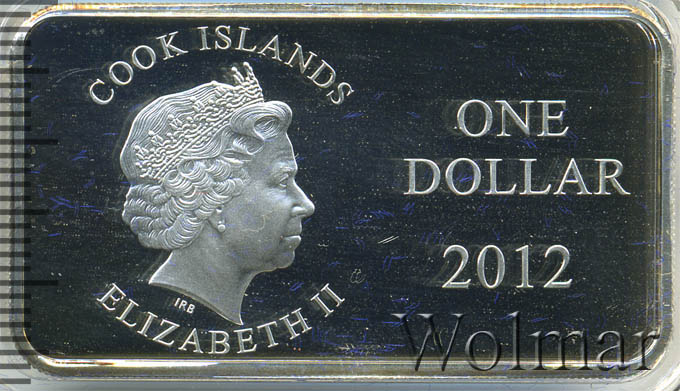 COOK ISLANDS
ELIZABETH II
IRB
ONE
DOLLAR
2012
Wolmar